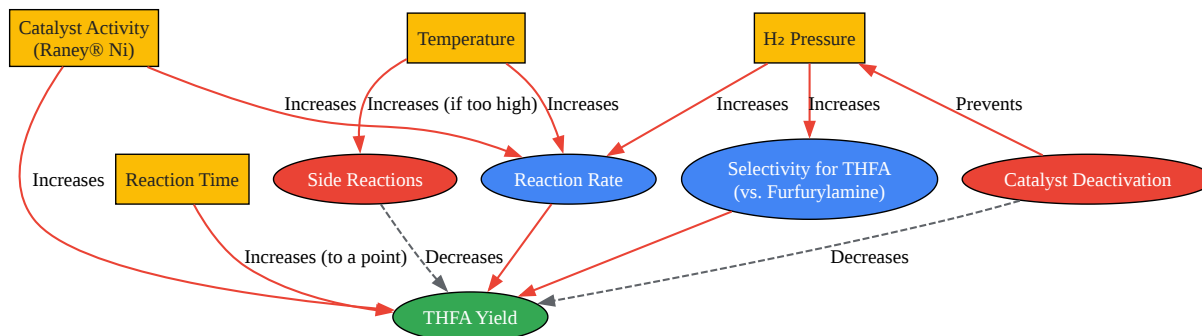 Catalyst Activity
(Raney® Ni)
Temperature
H₂ Pressure
Increases
Increases (if too high)
Increases
Increases
Increases
Prevents
Increases
Reaction Time
Side Reactions
Reaction Rate
Selectivity for THFA
(vs. Furfurylamine)
Catalyst Deactivation
Increases (to a point)
Decreases
Decreases
THFA Yield